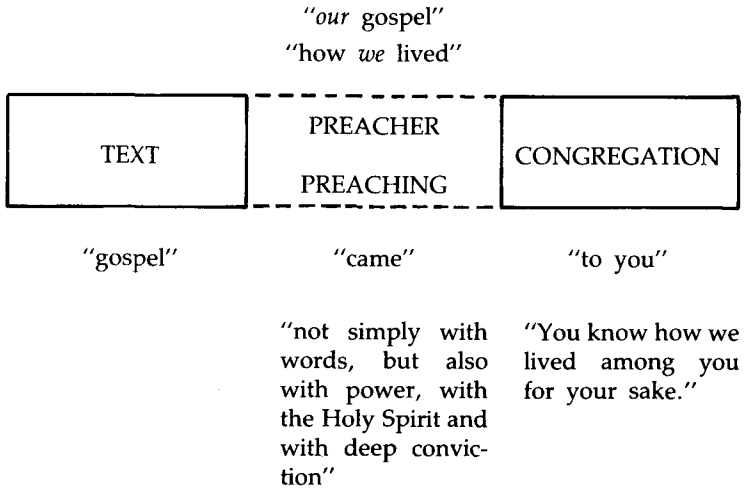 "our gospel"
"how we lived"
TEXT
PREACHER
PREACHING
CONGREGATION
"gospel"
"came"
"to you"
"not simply with
words, but also
with power, with
the Holy Spirit and
with deep convic-
tion"
"You know how we
lived among you
for your sake."